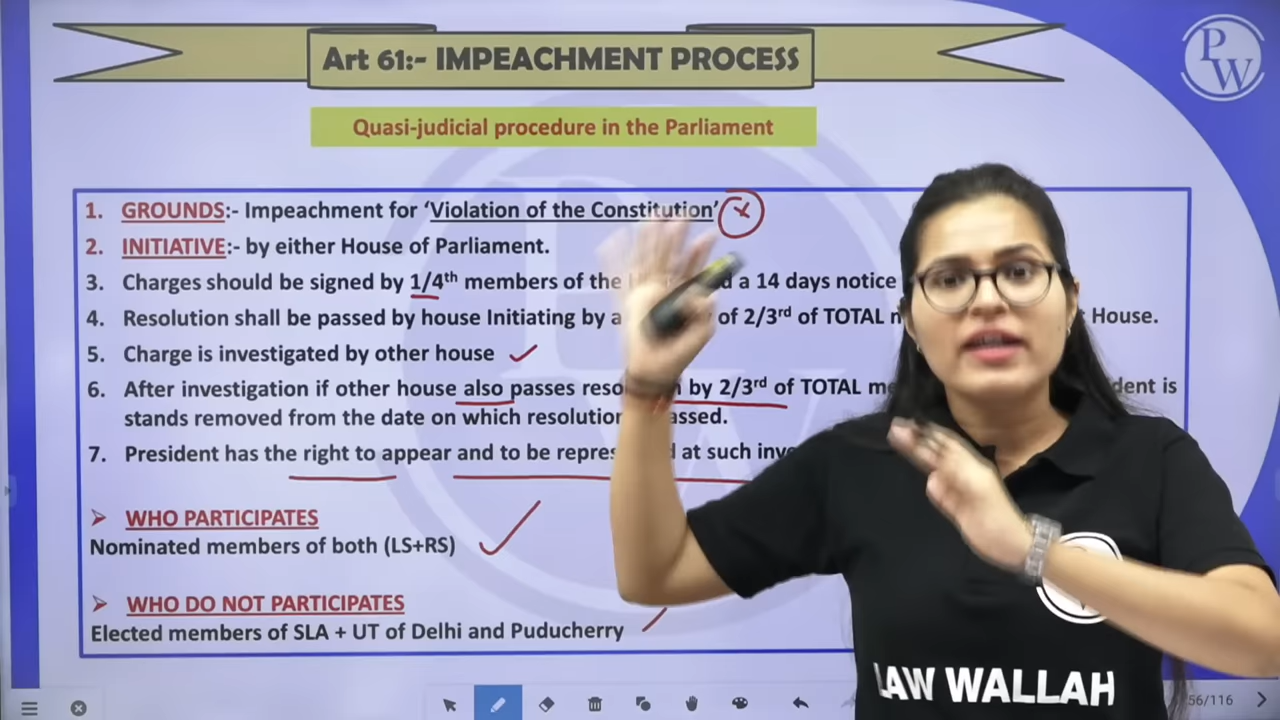 Art 61:- IMPEACHMENT PROCESS
PW
Quasi-judicial procedure in the Parliament
1. GROUNDS:- Impeachment for ‘Violation of the Constitution’
2. INITIATIVE:- by either House of Parliament.
3. Charges should be signed by 1/4th members of the a 14 days notice
4. Resolution shall be passed by house Initiating by a of 2/3rd of TOTAL House.
5. Charge is investigated by other house
6. After investigation if other house also passes by 2/3rd of TOTAL is
stands removed from the date on which resolution
7. President has the right to appear and to be at such
➢ WHO PARTICIPATES
Nominated members of both (LS+RS)
➢ WHO DO NOT PARTICIPATES
Elected members of SLA + UT of Delhi and Puducherry
LAW WALLAH
56/116